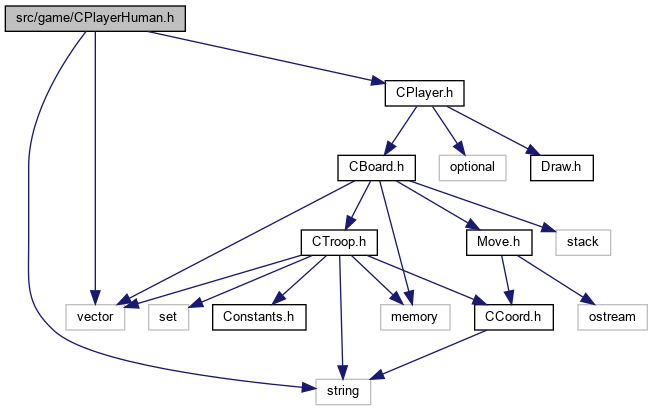 src/game/CPlayerHuman.h
CPlayer.h
CBoard.h
optional
Draw.h
CTroop.h
Move.h
stack
vector
set
Constants.h
memory
CCoord.h
ostream
string